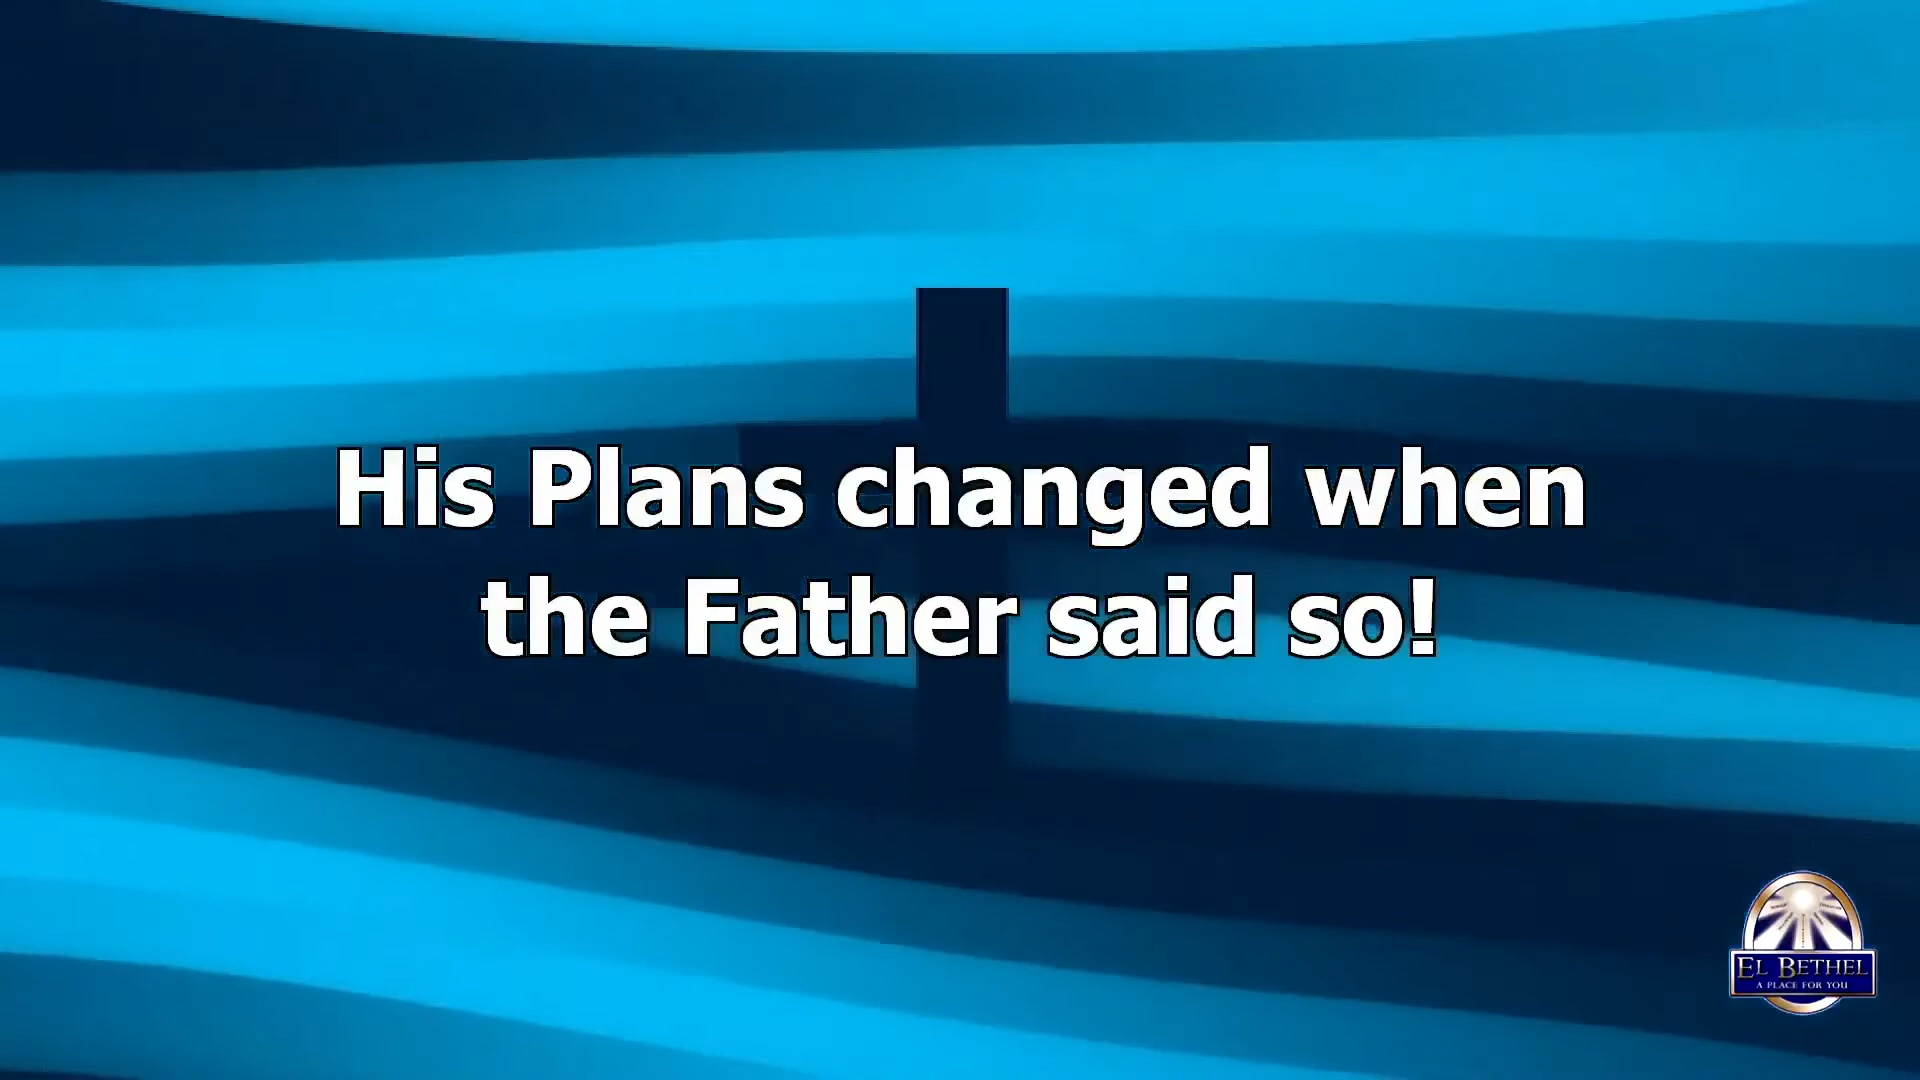 His Plans changed when
the Father said so!
EL BETHEL
A PLACE FOR YOU